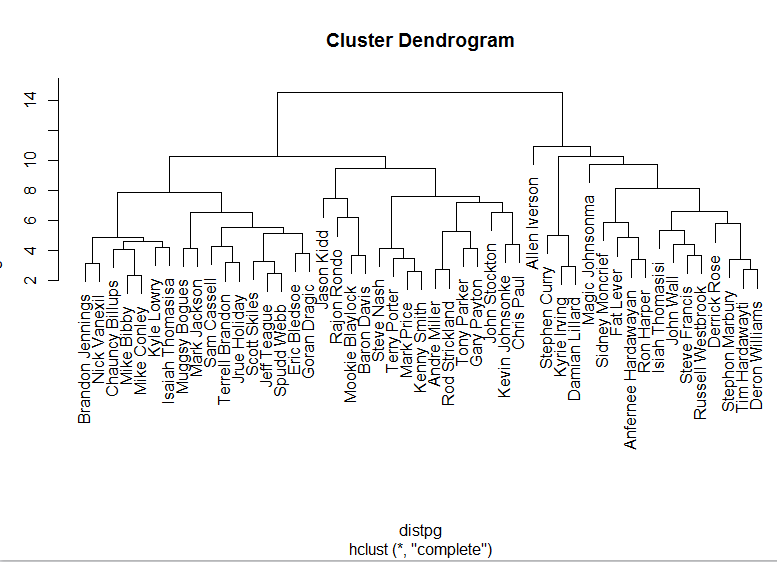 Cluster Dendrogram
14
10
8
6
4
2
Brandon Jennings
Nick Vanexil
Chauncy Billups
Mike Bibby
Mike Conley
Kyle Lowry
Isaiah Thomasisa
Muggsy Bogues
Mark Jackson
Sam Cassell
Terrell Brandon
Jrue Holiday
Scott Skiles
Jeff Teague
Spudd Webb
Eric Bledsoe
Goran Dragic
Jason Kidd
Rajon Rondo
Mookie Blaylock
Baron Davis
Steve Nash
Terry Porter
Mark Price
Kenny Smith
Andre Miller
Rod Strickland
Tony Parker
Gary Payton
John Stockton
Kevin Johnsonke
Chris Paul
Allen Iverson
Stephen Curry
Kyrie Irving
Damian Lillard
Magic Johnsonma
Sidney Moncrief
Fat Lever
Anfernee Hardawayan
Ron Harper
Isiah Thomasisi
John Wall
Steve Francis
Russell Westbrook
Derrick Rose
Stephon Marbury
Tim Hardawayti
Deron Williams
distpg
hclust (*, "complete")